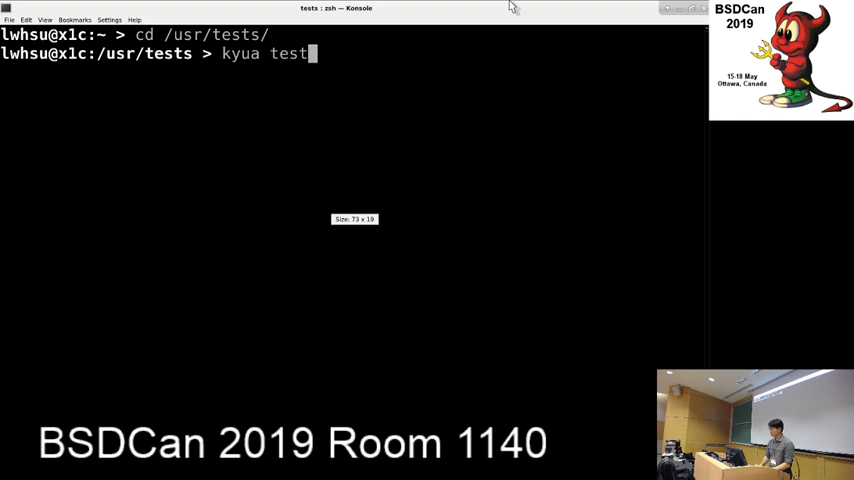 tests : zsh — Konsole
File Edit View Bookmarks Settings Help
lwhsu@x1c:~ > cd /usr/tests/
lwhsu@x1c:/usr/tests > kyua test
Size: 73 x 19
BSDCan
2019
15-18 May
Ottawa, Canada
BSDCan 2019 Room 1140